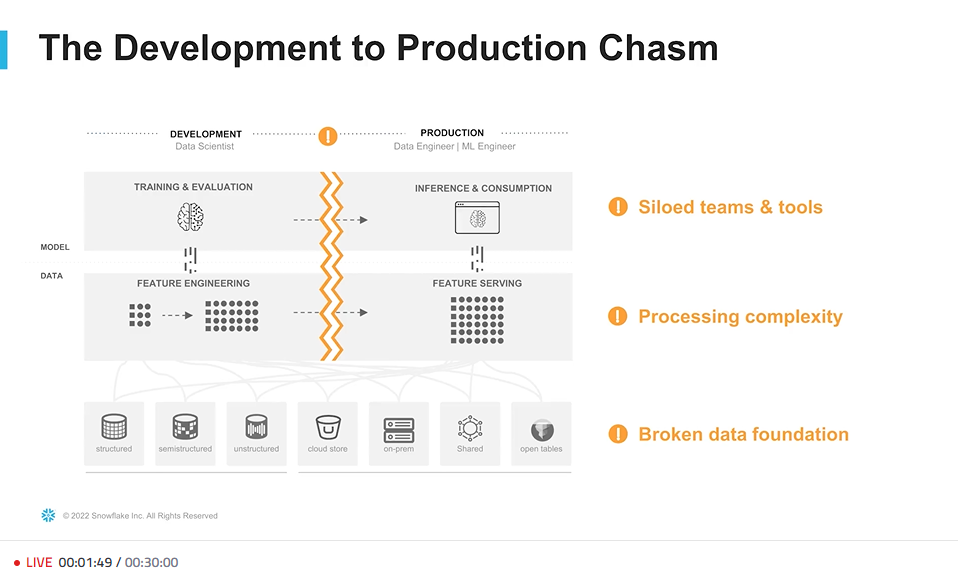 The Development to Production Chasm
DEVELOPMENT
Data Scientist
!
PRODUCTION
Data Engineer | ML Engineer
TRAINING & EVALUATION
INFERENCE & CONSUMPTION
! Siloed teams & tools
MODEL
DATA
FEATURE ENGINEERING
FEATURE SERVING
! Processing complexity
structured
semistructured
unstructured
cloud store
on-prem
Shared
open tables
! Broken data foundation
© 2022 Snowflake Inc. All Rights Reserved
LIVE 00:01:49 / 00:30:00